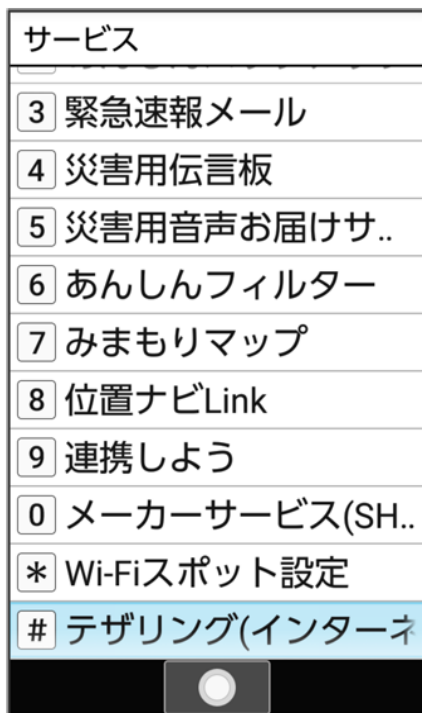 サービス
3 緊急速報メール
4 災害用伝言板
5 災害用音声お届けサ..
6 あんしんフィルター
7 みまもりマップ
8 位置ナビLink
9 連携しよう
0 メーカーサービス(SH..
* Wi-Fiスポット設定
# テザリング(インターネ